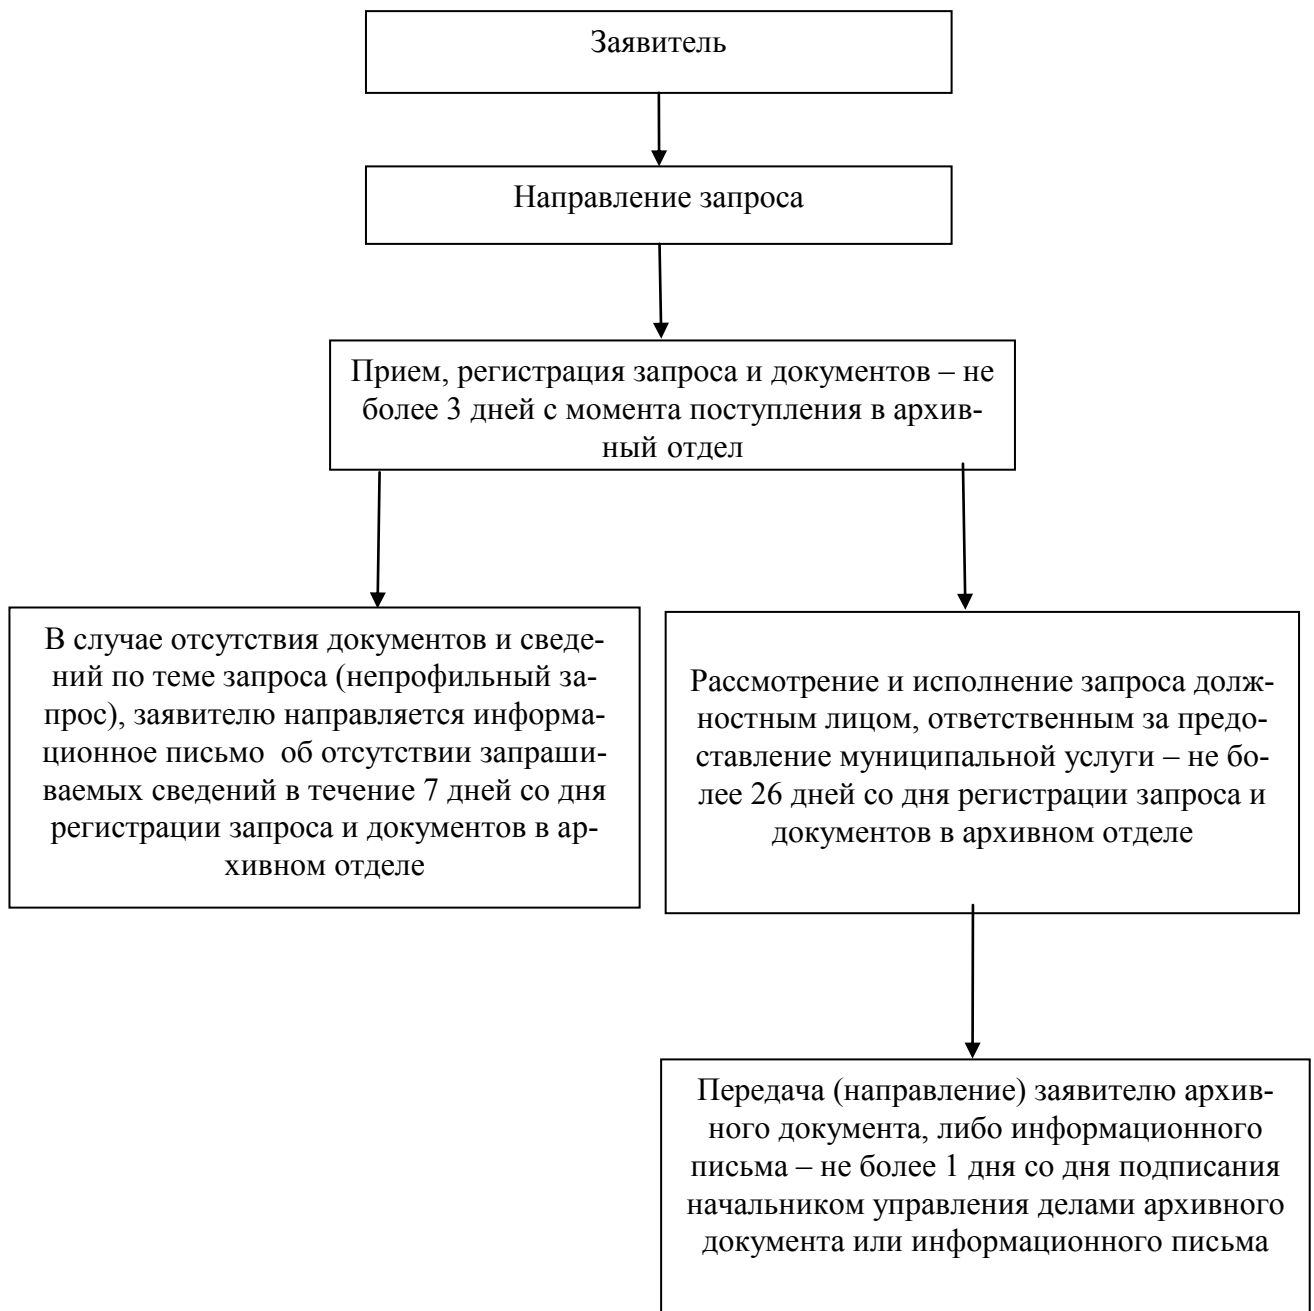 Заявитель
Направление запроса
Прием, регистрация запроса и документов – не
более 3 дней с момента поступления в архив-
ный отдел
В случае отсутствия документов и сведе-
ний по теме запроса (непрофильный за-
прос), заявителю направляется информа-
ционное письмо  об отсутствии запраши-
ваемых сведений в течение 7 дней со дня
регистрации запроса и документов в ар-
хивном отделе
Рассмотрение и исполнение запроса долж-
ностным лицом, ответственным за предо-
ставление муниципальной услуги – не бо-
лее 26 дней со дня регистрации запроса и
документов в архивном отделе
Передача (направление) заявителю архив-
ного документа, либо информационного
письма – не более 1 дня со дня подписания
начальником управления делами архивного
документа или информационного письма